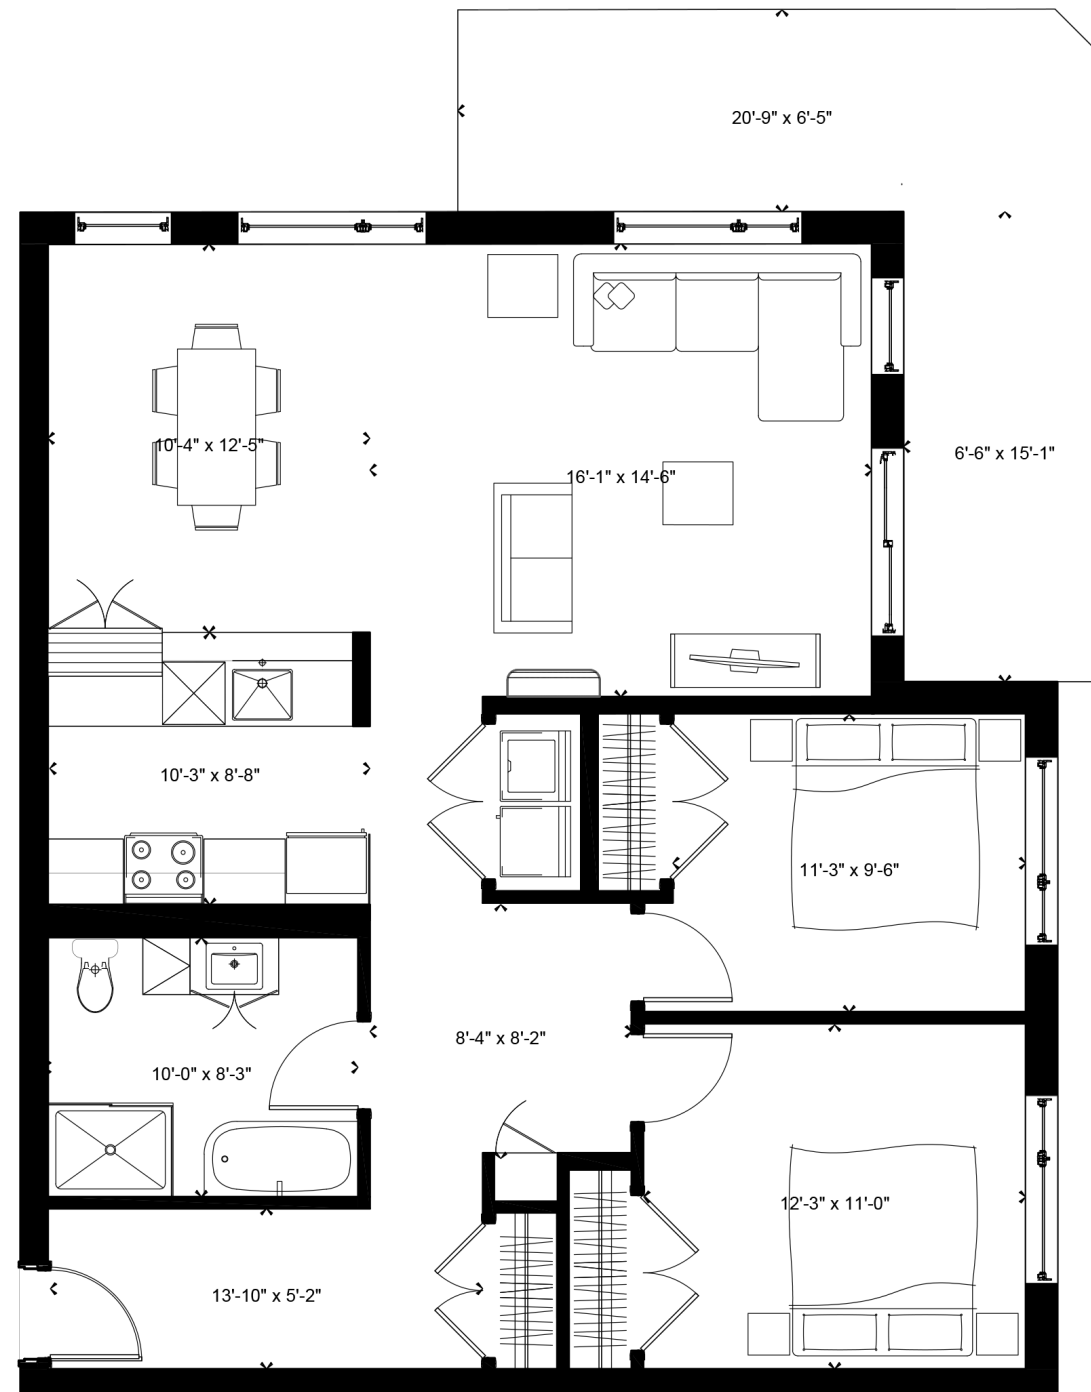 20'-9" x 6'-5"
10'-4" x 12'-5"
16'-1" x 14'-6"
6'-6" x 15'-1"
10'-3" x 8'-8"
11'-3" x 9'-6"
8'-4" x 8'-2"
10'-0" x 8'-3"
12'-3" x 11'-0"
13'-10" x 5'-2"